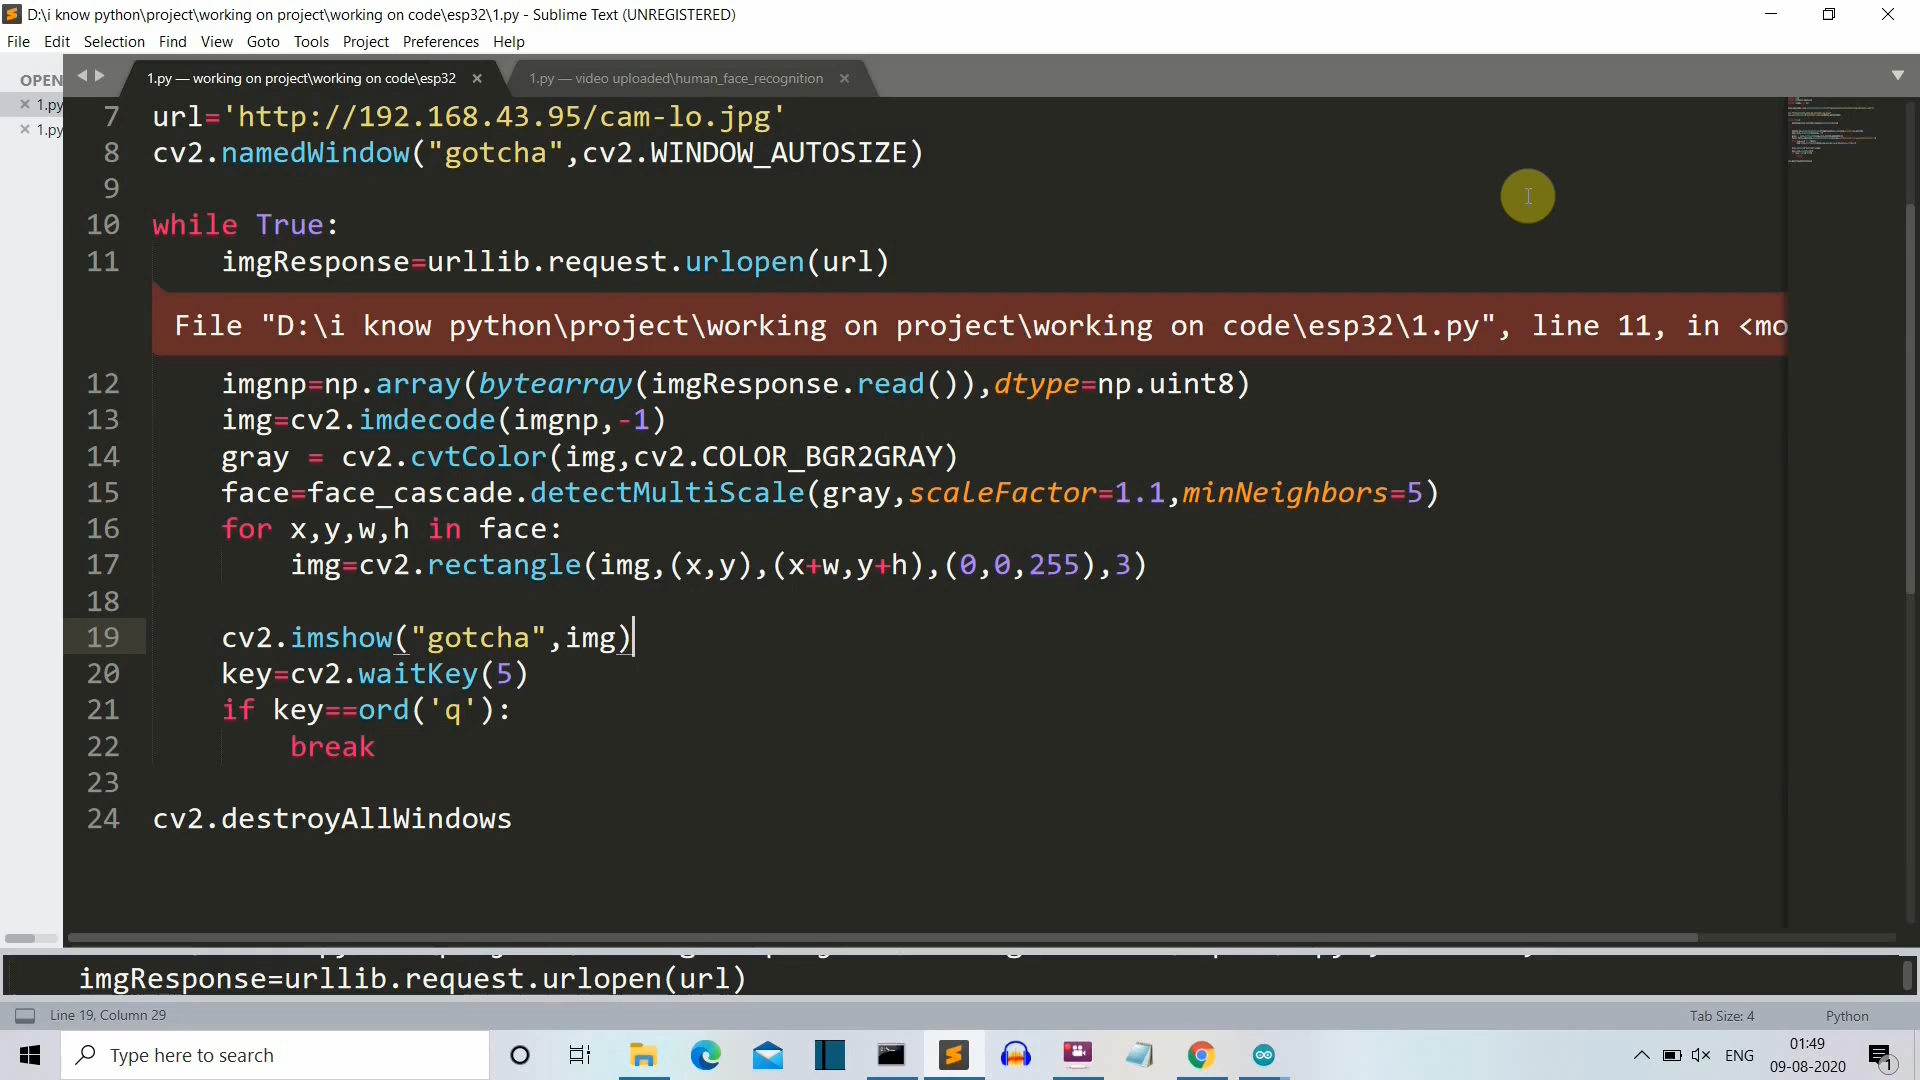 D:\i know python\project\working on project\working on code\esp32\1.py - Sublime Text (UNREGISTERED)
File Edit Selection Find View Goto Tools Project Preferences Help
OPEN
1.py
1.py
1.py — working on project\working on code\esp32
1.py — video uploaded\human_face_recognition
7 url='http://192.168.43.95/cam-lo.jpg'
8 cv2.namedWindow("gotcha",cv2.WINDOW_AUTOSIZE)
9
10 while True:
11 imgResponse=urllib.request.urlopen(url)
File "D:\i know python\project\working on project\working on code\esp32\1.py", line 11, in <mo
12 imgnp=np.array(bytearray(imgResponse.read()),dtype=np.uint8)
13 img=cv2.imdecode(imgnp,-1)
14 gray = cv2.cvtColor(img,cv2.COLOR_BGR2GRAY)
15 face=face_cascade.detectMultiScale(gray,scaleFactor=1.1,minNeighbors=5)
16 for x,y,w,h in face:
17 img=cv2.rectangle(img,(x,y),(x+w,y+h),(0,0,255),3)
18
19 cv2.imshow("gotcha",img)
20 key=cv2.waitKey(5)
21 if key==ord('q'):
22 break
23
24 cv2.destroyAllWindows
imgResponse=urllib.request.urlopen(url)
Line 19, Column 29
Tab Size: 4
Python
Type here to search
ENG
01:49
09-08-2020
1